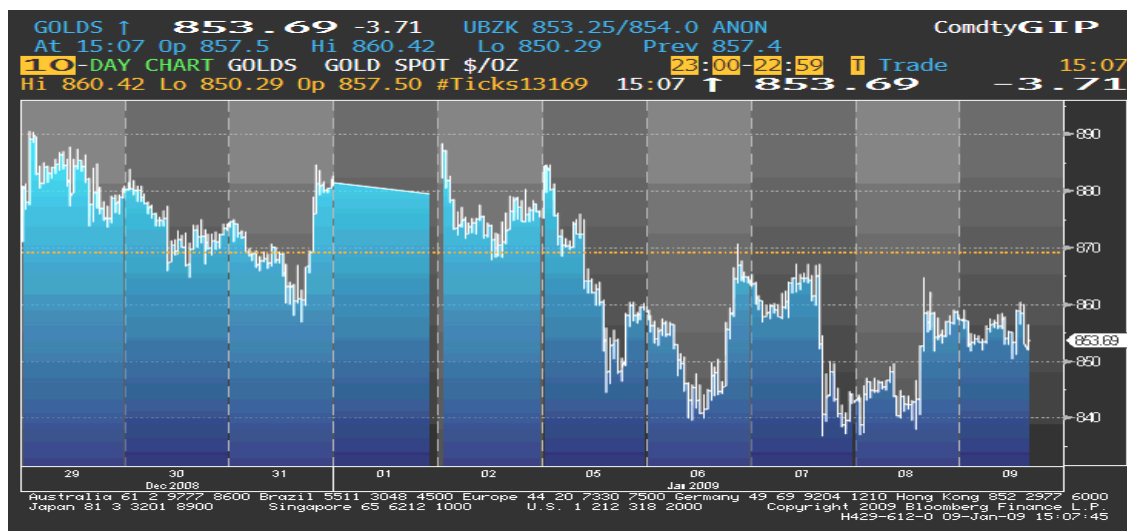 GOLDS ↑ 853.69 -3.71 UBZK 853.25/854.0 ANON ComdtyGIP
At 15:07 Op 857.5 Hi 860.42 Lo 850.29 Prev 857.4
10-DAY CHART GOLDS GOLD SPOT $/OZ 23:00-22:59 T Trade 15:07
Hi 860.42 Lo 850.29 Op 857.50 #Ticks13169 15:07 ↑ 853.69 -3.71
890
880
870
860
853.69
850
840
29 30 31 01 02 05 06 07 08 09
Dec2008 Jan 2009
Australia 61 2 9777 8600 Brazil 5511 3048 4500 Europe 44 20 7330 7500 Germany 49 69 9204 1210 Hong Kong 852 2977 6000
Japan 81 3 3201 8900 Singapore 65 6212 1000 U.S. 1 212 318 2000 Copyright 2009 Bloomberg Finance L.P.
H429-612-0 09-Jan-09 15:07:45